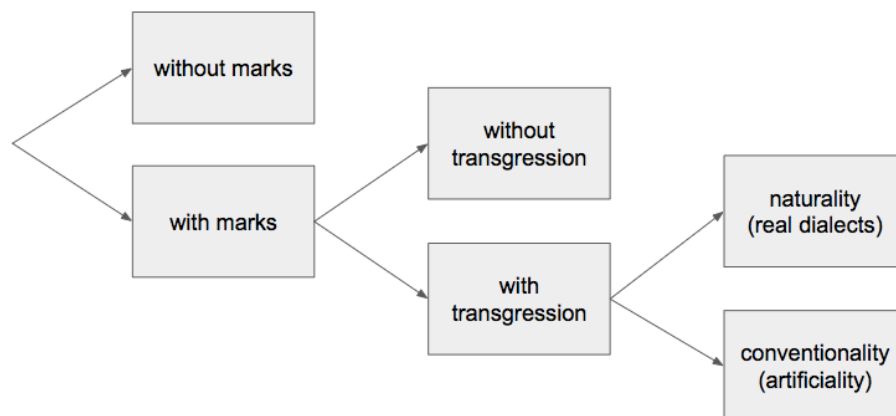 without marks
with marks
without
transgression
with
transgression
naturality
(real dialects)
conventionality
(artificiality)